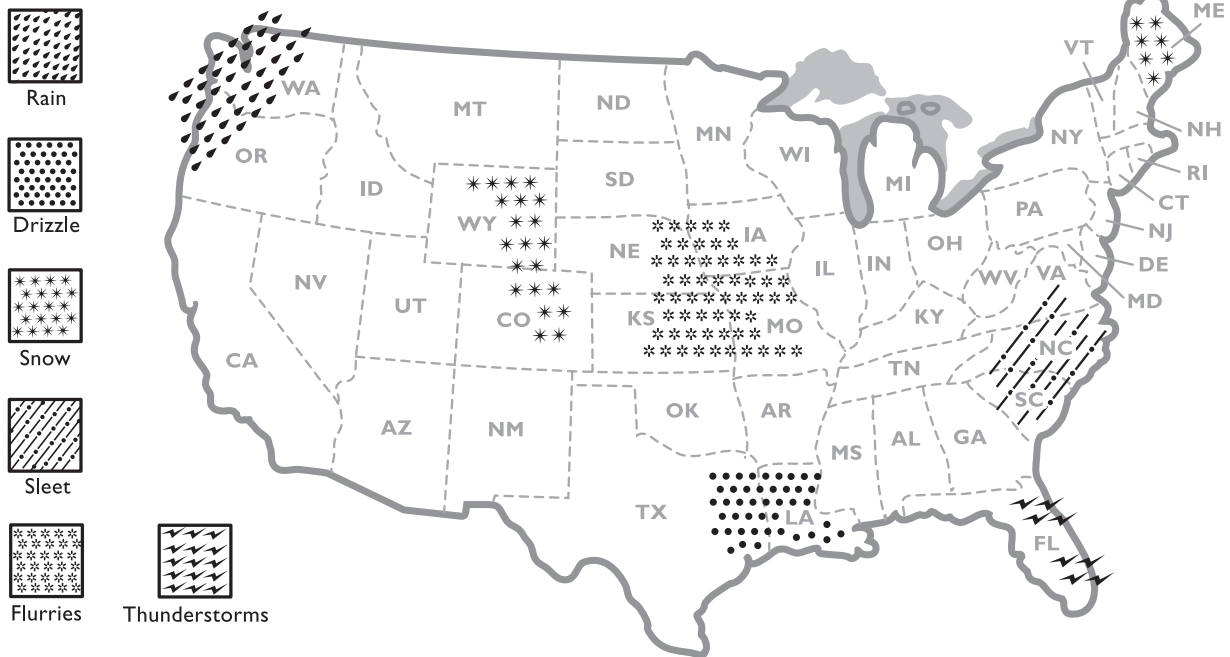 Rain
Drizzle
Snow
Sleet
Flurries
Thunderstorms
WA
OR
CA
ID
NV
MT
WY
UT
CO
AZ
NM
ND
SD
NE
KS
OK
TX
MN
IA
MO
AR
LA
WI
IL
MS
MI
IN
KY
TN
AL
OH
GA
FL
WV
VA
NC
SC
PA
NY
VT
ME
NH
RI
CT
NJ
DE
MD